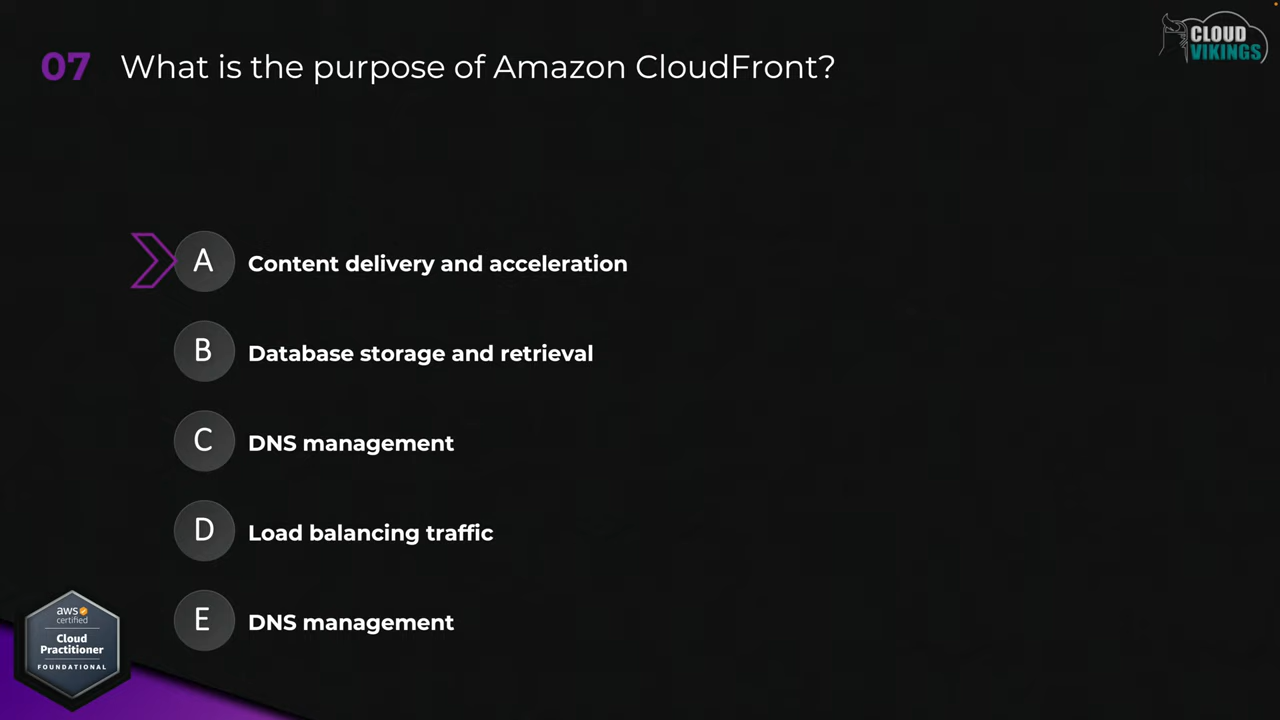 CLOUD
VIKINGS
07 What is the purpose of Amazon CloudFront?
A Content delivery and acceleration
B Database storage and retrieval
C DNS management
D Load balancing traffic
E DNS management
aws
certified
Cloud
Practitioner
FOUNDATIONAL